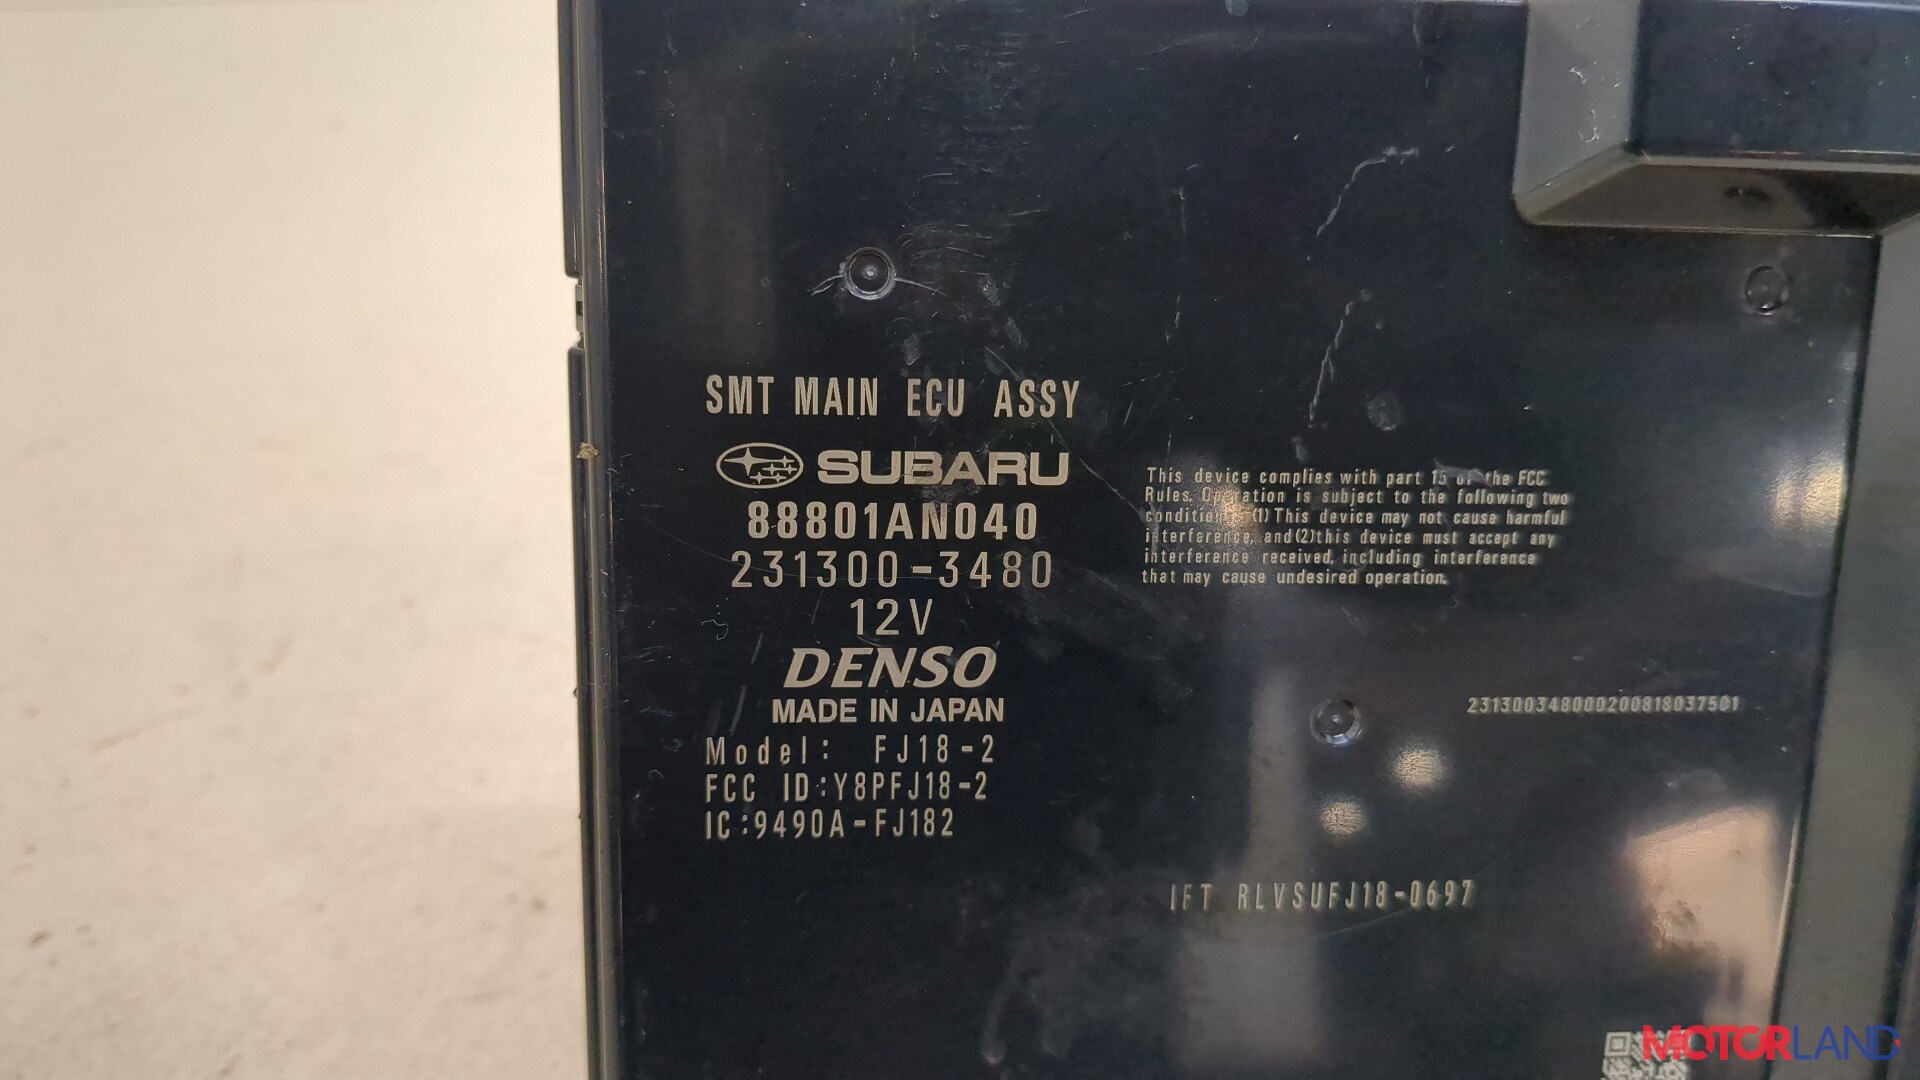 SMT MAIN ECU ASSY
SUBARU
88801AN040
231300-3480
12V
DENSO
MADE IN JAPAN
Model: FJ18-2
FCC ID:Y8PFJ18-2
IC:9490A-FJ182
This device complies with part 15 of the FCC
Rules. Operation is subject to the following two
conditions:(1)This device may not cause harmful
interference, and(2)this device must accept any
interference received, including interference
that may cause undesired operation.
2313003480000200818037501
IFT RLVSUFJ18-0697
MOTORLAND